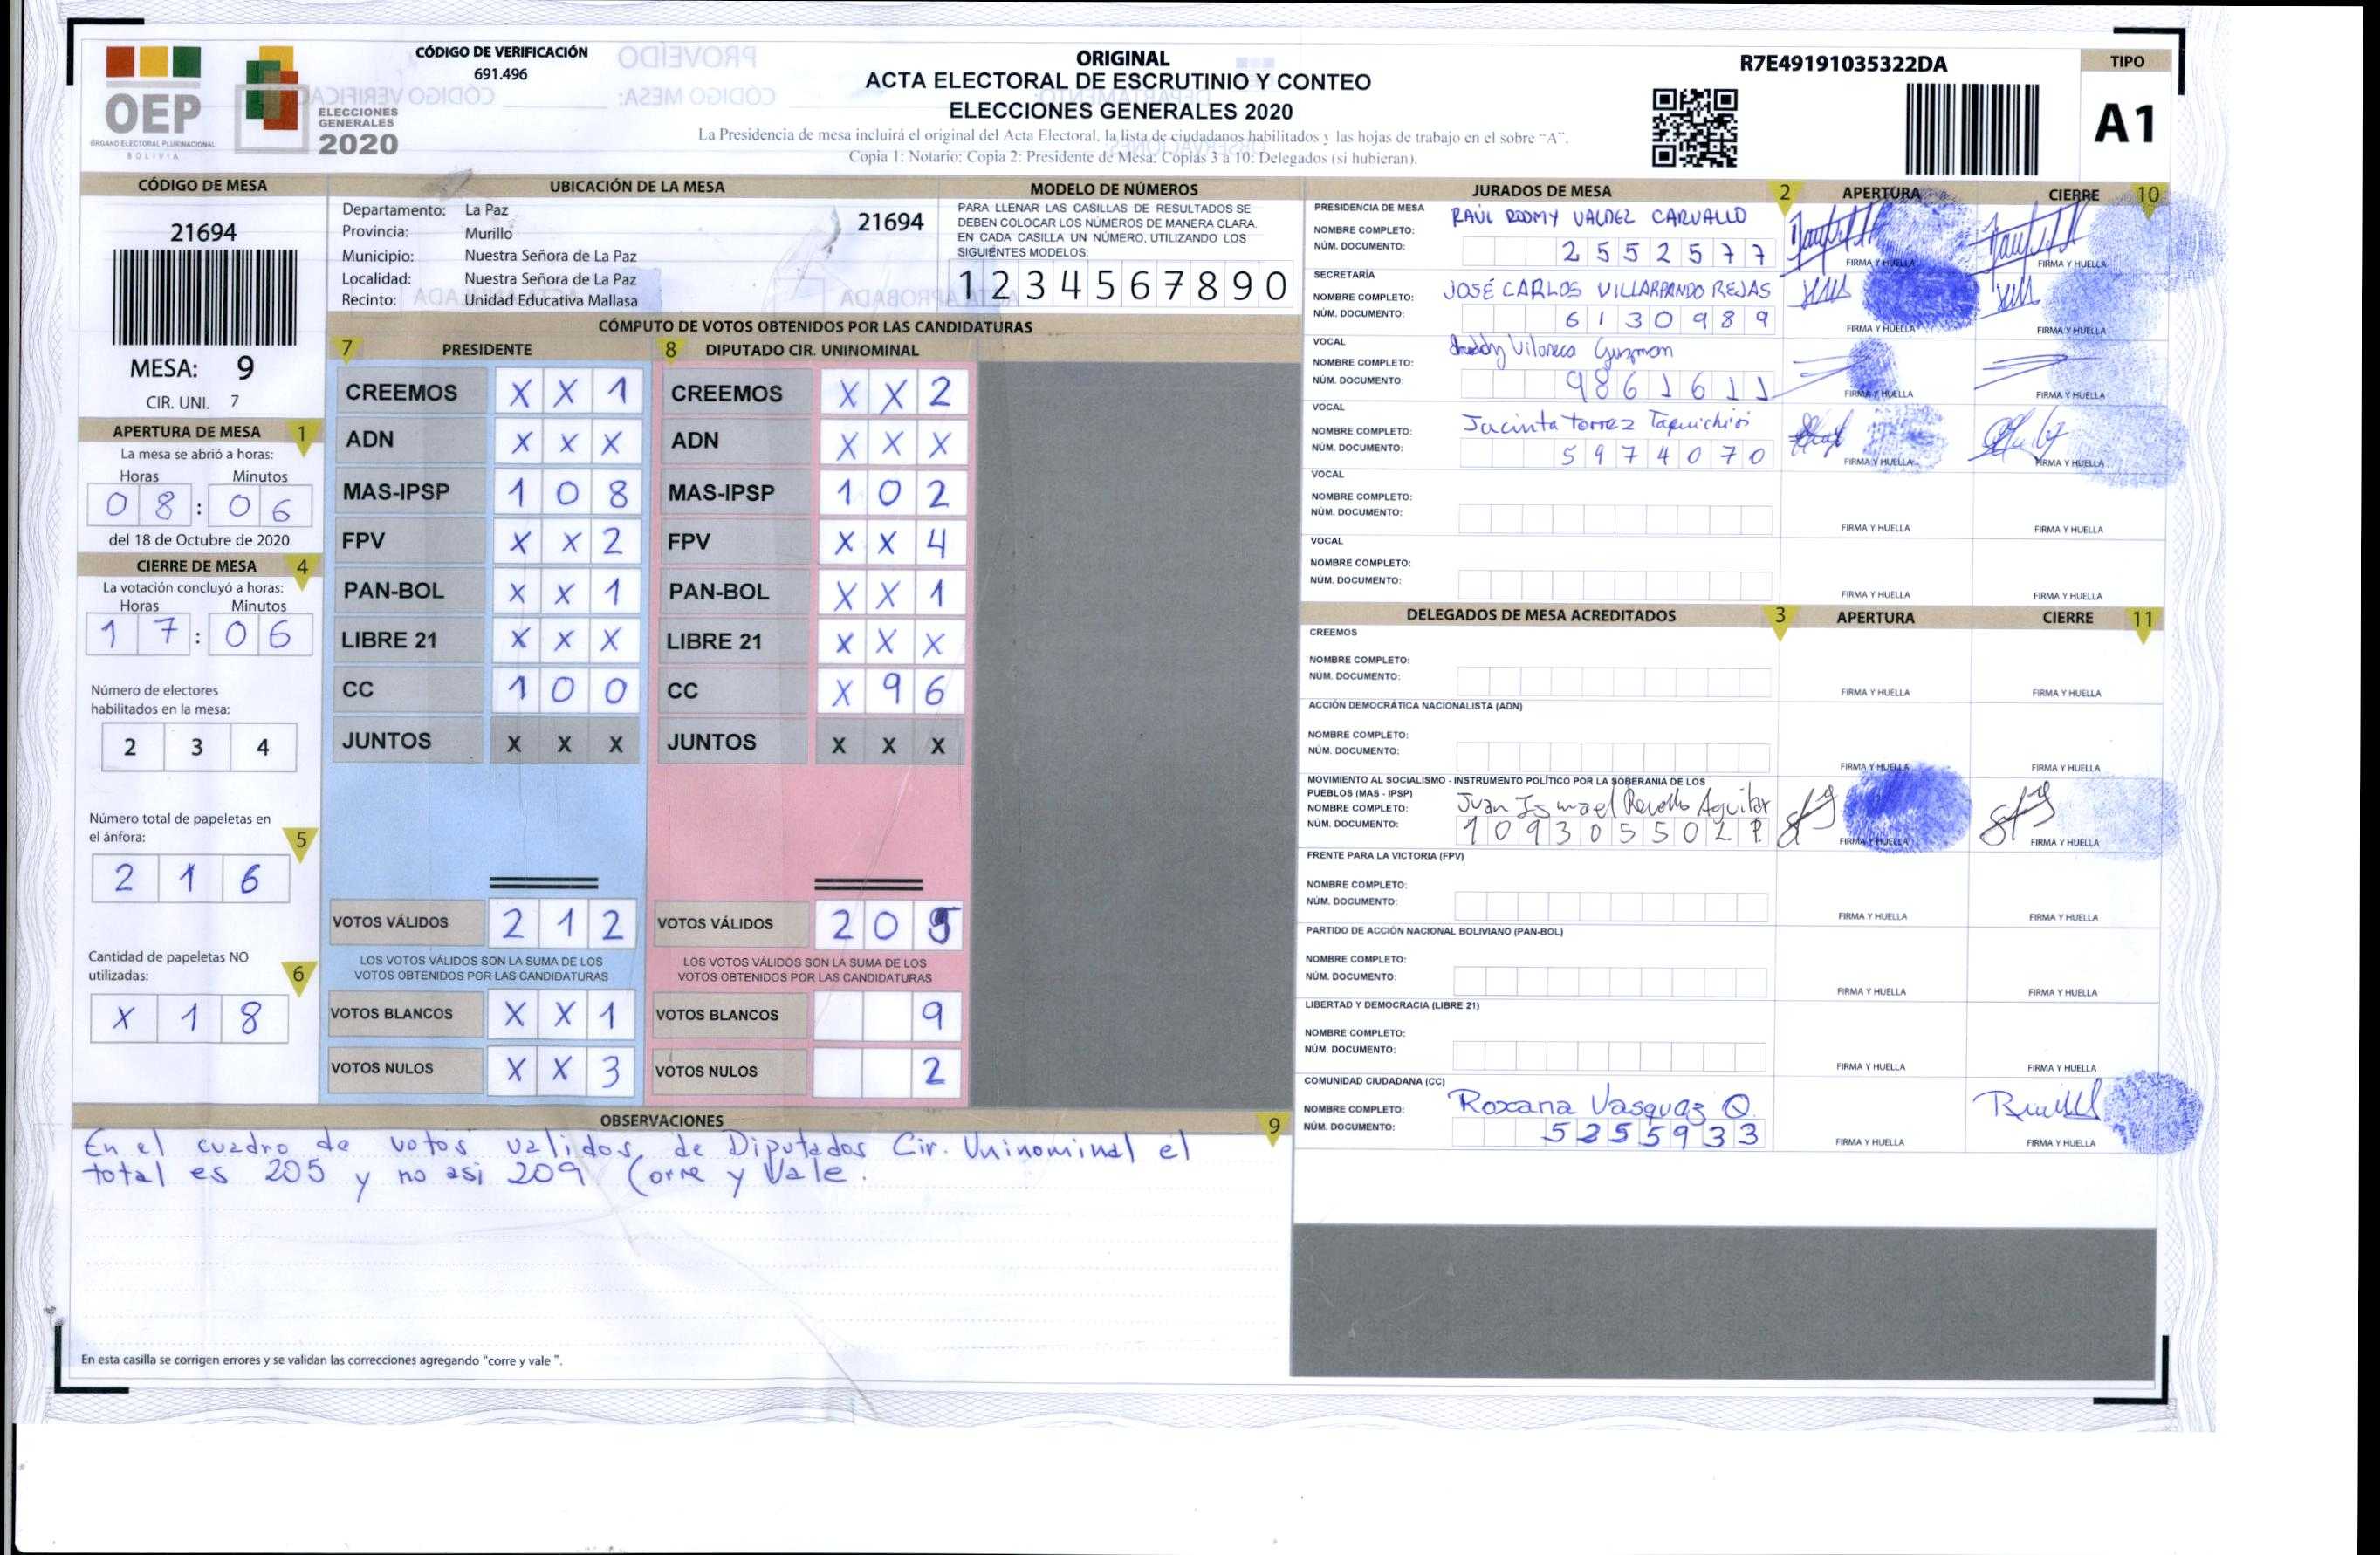 CÓDIGO DE VERIFICACIÓN
691.496
OEP
ÓRGANO ELECTORAL PLURINACIONAL
BOLIVIA
ELECCIONES
GENERALES
2020
ORIGINAL
ACTA ELECTORAL DE ESCRUTINIO Y CONTEO
ELECCIONES GENERALES 2020
La Presidencia de mesa incluirá el original del Acta Electoral, la lista de ciudadanos habilitados y las hojas de trabajo en el sobre "A".
Copia 1: Notario; Copia 2: Presidente de Mesa; Copias 3 a 10: Delegados (si hubieran).
R7E49191035322DA
TIPO
A1
CÓDIGO DE MESA
21694
MESA: 9
CIR. UNI. 7
APERTURA DE MESA 1
La mesa se abrió a horas:
Horas Minutos
08:06
del 18 de Octubre de 2020
CIERRE DE MESA 4
La votación concluyó a horas:
Horas Minutos
17:06
Número de electores
habilitados en la mesa:
2 3 4
Número total de papeletas en
el ánfora: 5
2 1 6
Cantidad de papeletas NO
utilizadas: 6
X 1 8
UBICACIÓN DE LA MESA
Departamento: La Paz
21694
Provincia: Murillo
Municipio: Nuestra Señora de La Paz
Localidad: Nuestra Señora de La Paz
Recinto: Unidad Educativa Mallasa
MODELO DE NÚMEROS
PARA LLENAR LAS CASILLAS DE RESULTADOS SE
DEBEN COLOCAR LOS NÚMEROS DE MANERA CLARA.
EN CADA CASILLA UN NÚMERO, UTILIZANDO LOS
SIGUIENTES MODELOS:
1 2 3 4 5 6 7 8 9 0
CÓMPUTO DE VOTOS OBTENIDOS POR LAS CANDIDATURAS
7 PRESIDENTE
CREEMOS X X 1
ADN X X X
MAS-IPSP 1 0 8
FPV X X 2
PAN-BOL X X 1
LIBRE 21 X X X
CC 1 0 0
JUNTOS X X X
VOTOS VÁLIDOS 2 1 2
LOS VOTOS VÁLIDOS SON LA SUMA DE LOS
VOTOS OBTENIDOS POR LAS CANDIDATURAS
VOTOS BLANCOS X X 1
VOTOS NULOS X X 3
8 DIPUTADO CIR. UNINOMINAL
CREEMOS X X 2
ADN X X X
MAS-IPSP 1 0 2
FPV X X 4
PAN-BOL X X 1
LIBRE 21 X X X
CC X 9 6
JUNTOS X X X
VOTOS VÁLIDOS 2 0 5
LOS VOTOS VÁLIDOS SON LA SUMA DE LOS
VOTOS OBTENIDOS POR LAS CANDIDATURAS
VOTOS BLANCOS 9
VOTOS NULOS 2
OBSERVACIONES 9
En el cuadro de votos validos de Diputados Cir. Uninominal el
total es 205 y no asi 209 Corre y Vale.
En esta casilla se corrigen errores y se validan las correcciones agregando "corre y vale ".
JURADOS DE MESA 2 APERTURA CIERRE 10
PRESIDENCIA DE MESA
NOMBRE COMPLETO: RAÚL RODMY VALDEZ CARVALLO
NÚM. DOCUMENTO: 2552577
FIRMA Y HUELLA FIRMA Y HUELLA
SECRETARÍA
NOMBRE COMPLETO: JOSÉ CARLOS VILLARPANDO REJAS
NÚM. DOCUMENTO: 6130989
FIRMA Y HUELLA FIRMA Y HUELLA
VOCAL
NOMBRE COMPLETO: Guzman
NÚM. DOCUMENTO: 9861611
FIRMA Y HUELLA FIRMA Y HUELLA
VOCAL
NOMBRE COMPLETO: Jacinta Torrez
NÚM. DOCUMENTO: 5974070
FIRMA Y HUELLA FIRMA Y HUELLA
VOCAL
NOMBRE COMPLETO:
NÚM. DOCUMENTO:
FIRMA Y HUELLA FIRMA Y HUELLA
VOCAL
NOMBRE COMPLETO:
NÚM. DOCUMENTO:
FIRMA Y HUELLA FIRMA Y HUELLA
DELEGADOS DE MESA ACREDITADOS 3 APERTURA CIERRE 11
CREEMOS
NOMBRE COMPLETO:
NÚM. DOCUMENTO:
FIRMA Y HUELLA FIRMA Y HUELLA
ACCIÓN DEMOCRÁTICA NACIONALISTA (ADN)
NOMBRE COMPLETO:
NÚM. DOCUMENTO:
FIRMA Y HUELLA FIRMA Y HUELLA
MOVIMIENTO AL SOCIALISMO - INSTRUMENTO POLÍTICO POR LA SOBERANIA DE LOS
PUEBLOS (MAS - IPSP)
NOMBRE COMPLETO: Juan Ismael Aguilar
NÚM. DOCUMENTO:
FIRMA Y HUELLA FIRMA Y HUELLA
FRENTE PARA LA VICTORIA (FPV)
NOMBRE COMPLETO:
NÚM. DOCUMENTO:
FIRMA Y HUELLA FIRMA Y HUELLA
PARTIDO DE ACCIÓN NACIONAL BOLIVIANO (PAN-BOL)
NOMBRE COMPLETO:
NÚM. DOCUMENTO:
FIRMA Y HUELLA FIRMA Y HUELLA
LIBERTAD Y DEMOCRACIA (LIBRE 21)
NOMBRE COMPLETO:
NÚM. DOCUMENTO:
FIRMA Y HUELLA FIRMA Y HUELLA
COMUNIDAD CIUDADANA (CC)
NOMBRE COMPLETO: Roxana Vasquez Q.
NÚM. DOCUMENTO: 5255933
FIRMA Y HUELLA FIRMA Y HUELLA